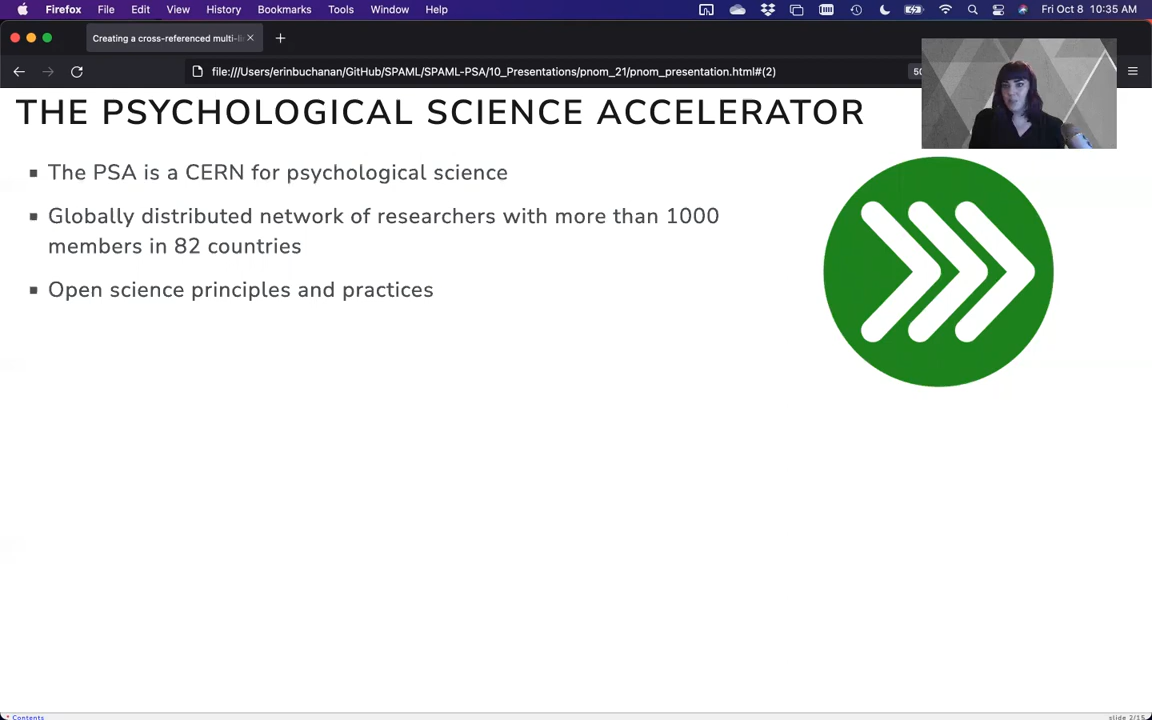 Firefox File Edit View History Bookmarks Tools Window Help Fri Oct 8 10:35 AM
Creating a cross-referenced multi-
file:///Users/erinbuchanan/GitHub/SPAML/SPAML-PSA/10_Presentations/pnom_21/pnom_presentation.html#(2)
THE PSYCHOLOGICAL SCIENCE ACCELERATOR
The PSA is a CERN for psychological science
Globally distributed network of researchers with more than 1000
members in 82 countries
Open science principles and practices
Contents slide 2/15